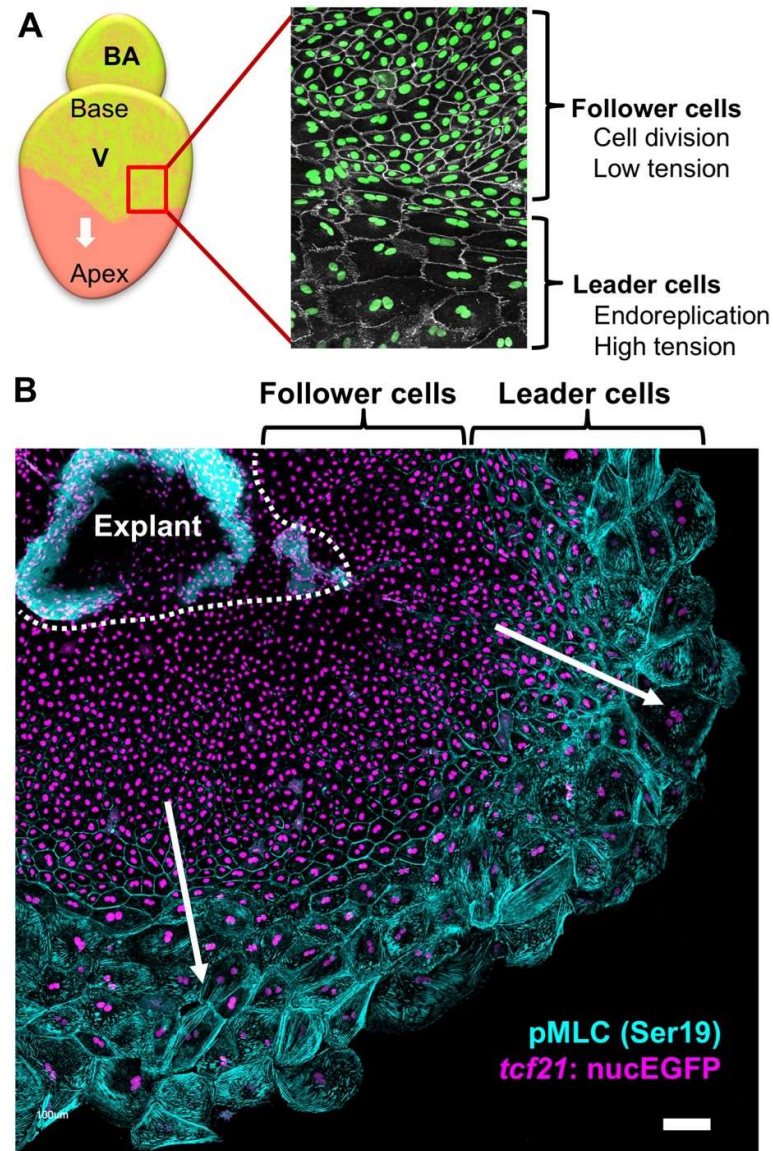 A
BA
Base
V
Apex
Follower cells
Cell division
Low tension
Leader cells
Endoreplication
High tension
B
Follower cells
Leader cells
Explant
pMLC (Ser19)
tcf21: nucEGFP
100µm